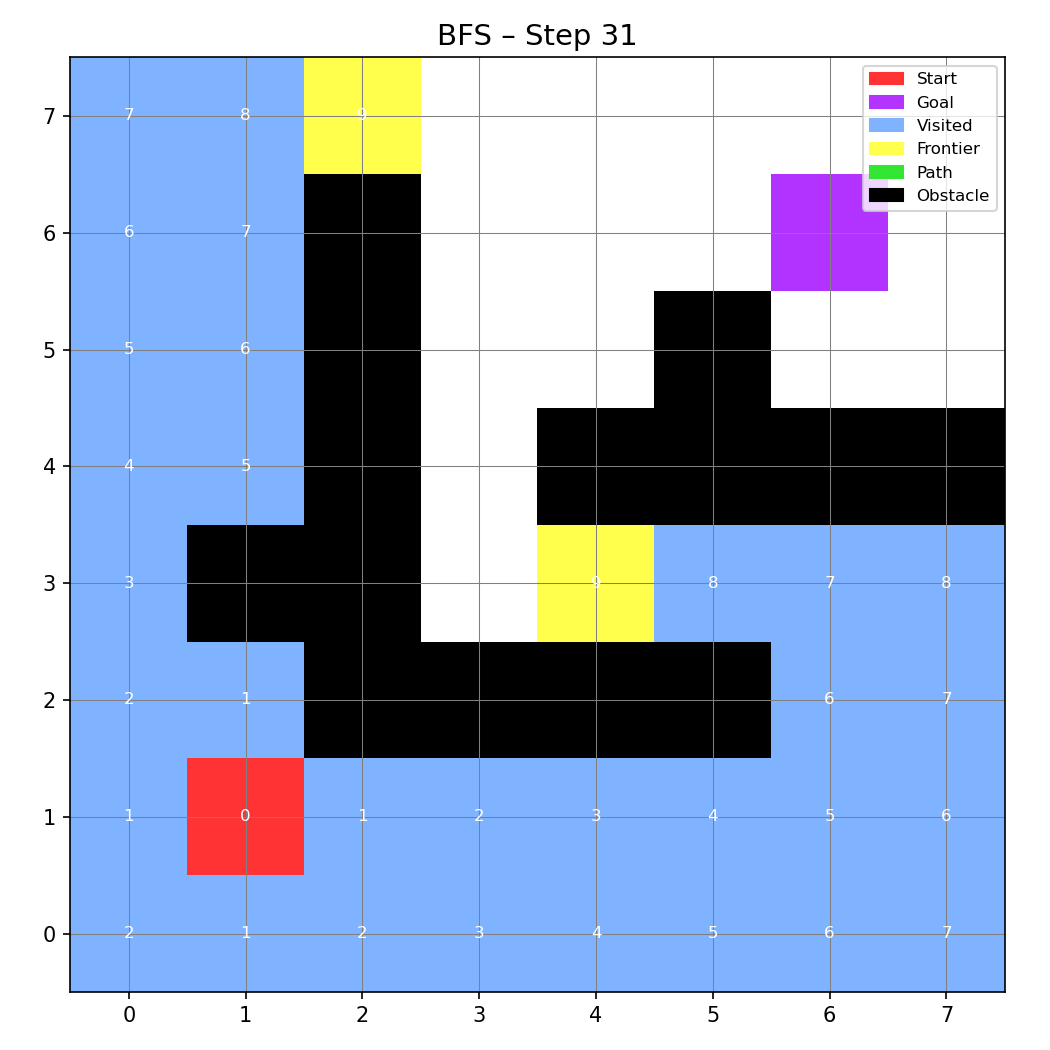 BFS – Step 31
Start
Goal
Visited
Frontier
Path
Obstacle
7 7 8 9
6 6 7
5 5 6
4 4 5
3 3 9 8 7 8
2 2 1 6 7
1 1 0 1 2 3 4 5 6
0 2 1 2 3 4 5 6 7
0 1 2 3 4 5 6 7